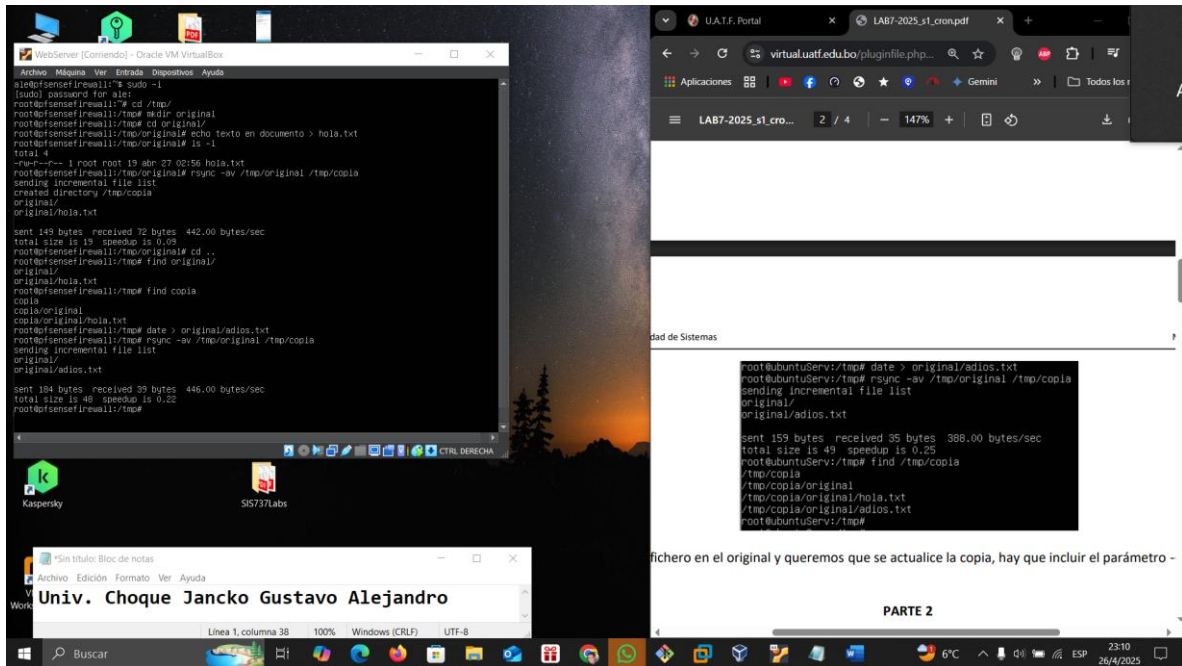 WebServer [Corriendo] - Oracle VM VirtualBox
Archivo Máquina Ver Entrada Dispositivos Ayuda
ale@pfsensefirewall:~$ sudo -i
[sudo] password for ale:
root@pfsensefirewall:~# cd /tmp/
root@pfsensefirewall:/tmp# mkdir original
root@pfsensefirewall:/tmp# cd original/
root@pfsensefirewall:/tmp/original# echo texto en documento > hola.txt
root@pfsensefirewall:/tmp/original# ls -l
total 4
-rw-r--r-- 1 root root 19 abr 27 02:56 hola.txt
root@pfsensefirewall:/tmp/original# rsync -av /tmp/original /tmp/copia
sending incremental file list
created directory /tmp/copia
original/
original/hola.txt
sent 149 bytes received 72 bytes 442.00 bytes/sec
total size is 19 speedup is 0.09
root@pfsensefirewall:/tmp/original# cd ..
root@pfsensefirewall:/tmp# find original/
original/
original/hola.txt
root@pfsensefirewall:/tmp# find copia
copia
copia/original
copia/original/hola.txt
root@pfsensefirewall:/tmp# date > original/adios.txt
root@pfsensefirewall:/tmp# rsync -av /tmp/original /tmp/copia
sending incremental file list
original/
original/adios.txt
sent 184 bytes received 39 bytes 446.00 bytes/sec
total size is 48 speedup is 0.22
root@pfsensefirewall:/tmp#
CTRL DERECHA
Kaspersky
SIS737Labs
*Sin título: Bloc de notas
Archivo Edición Formato Ver Ayuda
Univ. Choque Jancko Gustavo Alejandro
Línea 1, columna 38 100% Windows (CRLF) UTF-8
U.A.T.F. Portal
LAB7-2025_s1_cron.pdf
virtual.uatf.edu.bo/pluginfile.php...
Aplicaciones
Gemini
Todos los
LAB7-2025_s1_cro... 2 / 4 147%
dad de Sistemas
root@ubuntuServ:/tmp# date > original/adios.txt
root@ubuntuServ:/tmp# rsync -av /tmp/original /tmp/copia
sending incremental file list
original/
original/adios.txt
sent 159 bytes received 35 bytes 388.00 bytes/sec
total size is 49 speedup is 0.25
root@ubuntuServ:/tmp# find /tmp/copia
/tmp/copia
/tmp/copia/original
/tmp/copia/original/hola.txt
/tmp/copia/original/adios.txt
root@ubuntuServ:/tmp#
fichero en el original y queremos que se actualice la copia, hay que incluir el parámetro -
PARTE 2
Buscar
6°C
ESP
23:10
26/4/2025